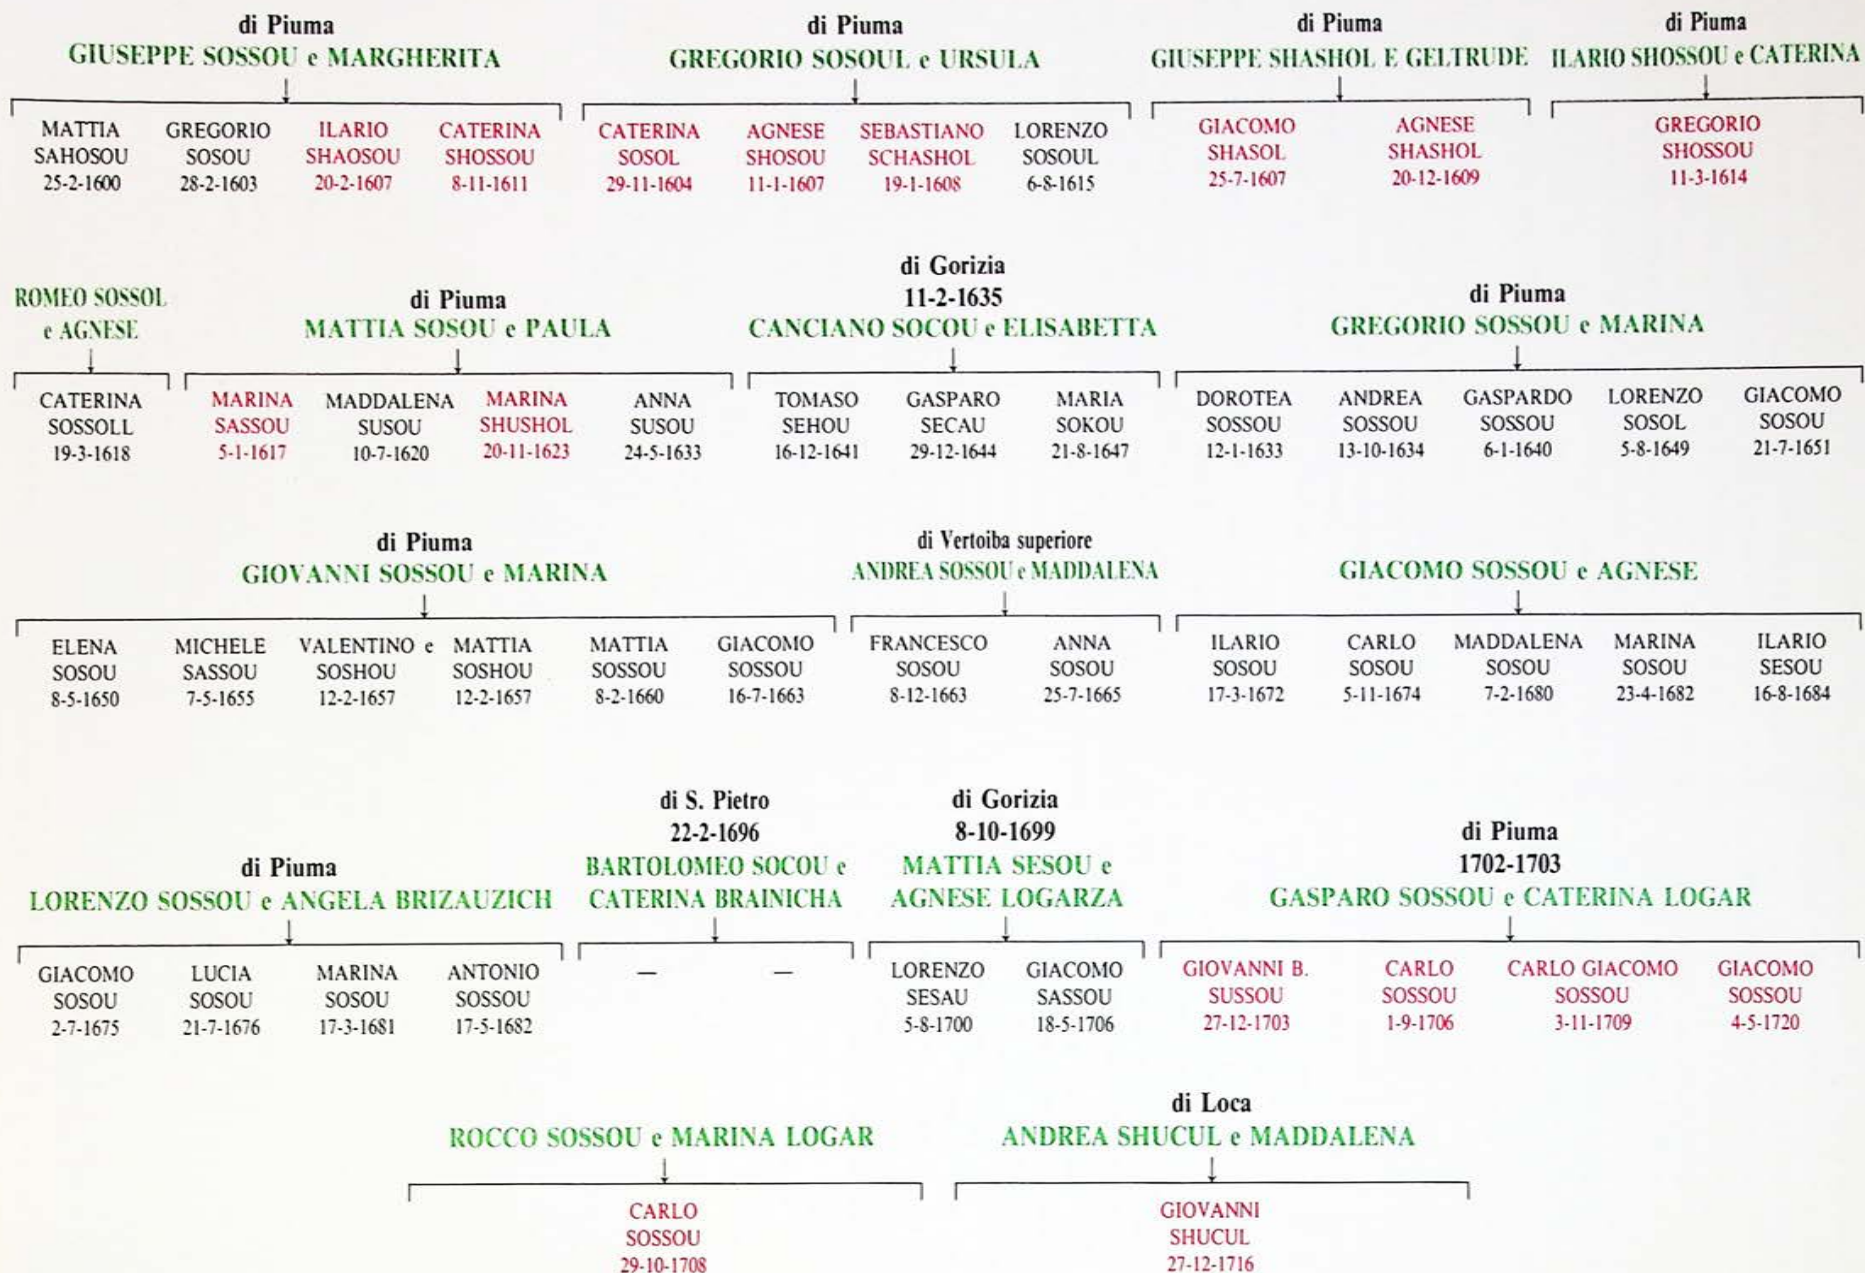 di Piuma
GIUSEPPE SOSSOU e MARGHERITA
MATTIA
SAHOSOU
25-2-1600
GREGORIO
SOSOU
28-2-1603
ILARIO
SHAOSOU
20-2-1607
CATERINA
SHOSSOU
8-11-1611
di Piuma
GREGORIO SOSOUL e URSULA
CATERINA
SOSOL
29-11-1604
AGNESE
SHOSOU
11-1-1607
SEBASTIANO
SCHASHOL
19-1-1608
LORENZO
SOSOUL
6-8-1615
di Piuma
GIUSEPPE SHASHOL E GELTRUDE
GIACOMO
SHASOL
25-7-1607
AGNESE
SHASHOL
20-12-1609
di Piuma
ILARIO SHOSSOU e CATERINA
GREGORIO
SHOSSOU
11-3-1614
ROMEO SOSSOL
e AGNESE
CATERINA
SOSSOLL
19-3-1618
di Piuma
MATTIA SOSOU e PAULA
MARINA
SASSOU
5-1-1617
MADDALENA
SUSOU
10-7-1620
MARINA
SHUSHOL
20-11-1623
ANNA
SUSOU
24-5-1633
di Gorizia
11-2-1635
CANCIANO SOCOU e ELISABETTA
TOMASO
SEHOU
16-12-1641
GASPARO
SECAU
29-12-1644
MARIA
SOKOU
21-8-1647
di Piuma
GREGORIO SOSSOU e MARINA
DOROTEA
SOSSOU
12-1-1633
ANDREA
SOSSOU
13-10-1634
GASPARDO
SOSSOU
6-1-1640
LORENZO
SOSOL
5-8-1649
GIACOMO
SOSOU
21-7-1651
di Piuma
GIOVANNI SOSSOU e MARINA
ELENA
SOSOU
8-5-1650
MICHELE
SASSOU
7-5-1655
VALENTINO e
SOSHOU
12-2-1657
MATTIA
SOSHOU
12-2-1657
MATTIA
SOSSOU
8-2-1660
GIACOMO
SOSSOU
16-7-1663
di Vertoiba superiore
ANDREA SOSSOU e MADDALENA
FRANCESCO
SOSOU
8-12-1663
ANNA
SOSOU
25-7-1665
GIACOMO SOSSOU e AGNESE
ILARIO
SOSOU
17-3-1672
CARLO
SOSOU
5-11-1674
MADDALENA
SOSOU
7-2-1680
MARINA
SOSOU
23-4-1682
ILARIO
SESOU
16-8-1684
di Piuma
LORENZO SOSSOU e ANGELA BRIZAUZICH
GIACOMO
SOSOU
2-7-1675
LUCIA
SOSOU
21-7-1676
MARINA
SOSOU
17-3-1681
ANTONIO
SOSSOU
17-5-1682
di S. Pietro
22-2-1696
BARTOLOMEO SOCOU e
CATERINA BRAINICHA
— —
di Gorizia
8-10-1699
MATTIA SESOU e
AGNESE LOGARZA
LORENZO
SESAU
5-8-1700
GIACOMO
SASSOU
18-5-1706
di Piuma
1702-1703
GASPARO SOSSOU e CATERINA LOGAR
GIOVANNI B.
SUSSOU
27-12-1703
CARLO
SOSSOU
1-9-1706
CARLO GIACOMO
SOSSOU
3-11-1709
GIACOMO
SOSSOU
4-5-1720
ROCCO SOSSOU e MARINA LOGAR
CARLO
SOSSOU
29-10-1708
di Loca
ANDREA SHUCUL e MADDALENA
GIOVANNI
SHUCUL
27-12-1716